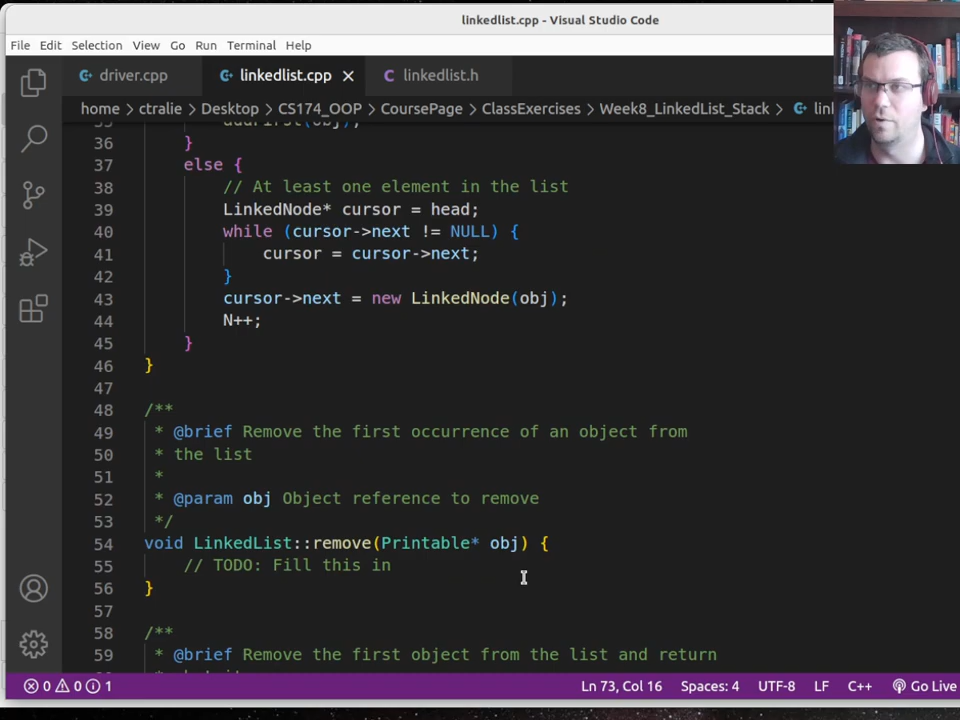 linkedlist.cpp - Visual Studio Code
File Edit Selection View Go Run Terminal Help
driver.cpp linkedlist.cpp linkedlist.h
home > ctralie > Desktop > CS174_OOP > CoursePage > ClassExercises > Week8_LinkedList_Stack >
addFirst(obj);
36 }
37 else {
38 // At least one element in the list
39 LinkedNode* cursor = head;
40 while (cursor->next != NULL) {
41 cursor = cursor->next;
42 }
43 cursor->next = new LinkedNode(obj);
44 N++;
45 }
46 }
47
48 /**
49 * @brief Remove the first occurrence of an object from
50 * the list
51 *
52 * @param obj Object reference to remove
53 */
54 void LinkedList::remove(Printable* obj) {
55 // TODO: Fill this in
56 }
57
58 /**
59 * @brief Remove the first object from the list and return
0 0 1 Ln 73, Col 16 Spaces: 4 UTF-8 LF C++ Go Live